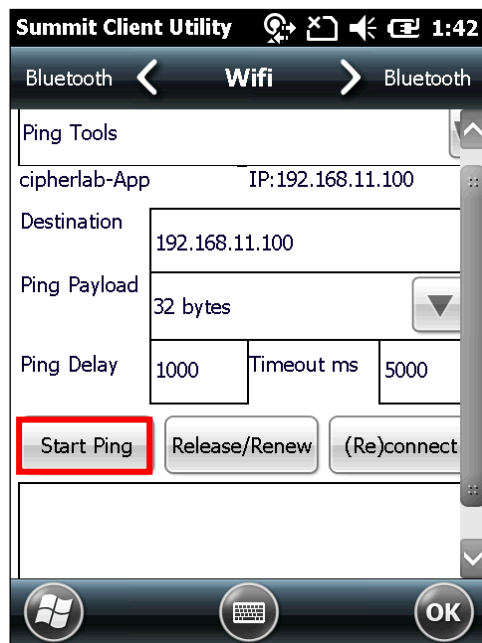 Summit Client Utility 1:42
Bluetooth Wifi Bluetooth
Ping Tools
cipherlab-App IP:192.168.11.100
Destination 192.168.11.100
Ping Payload 32 bytes
Ping Delay 1000 Timeout ms 5000
Start Ping Release/Renew (Re)connect
OK